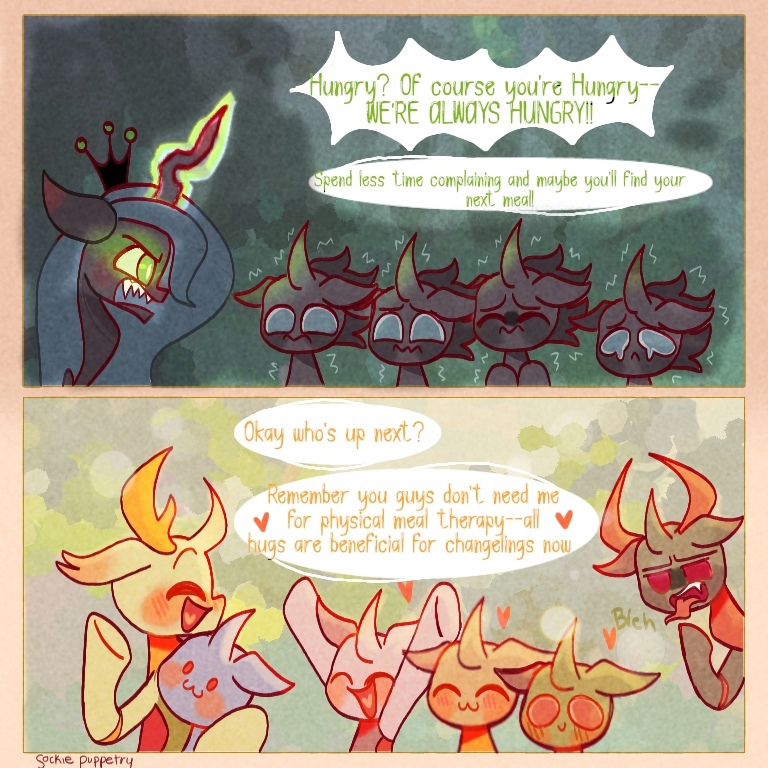 Hungry? Of course you're Hungry--
WE'RE ALWAYS HUNGRY!!
Spend less time complaining and maybe you'll find your
next meal!
Okay who's up next?
Remember you guys don't need me
for physical meal therapy--all
hugs are beneficial for changelings now
Bleh
Sockie puppetry